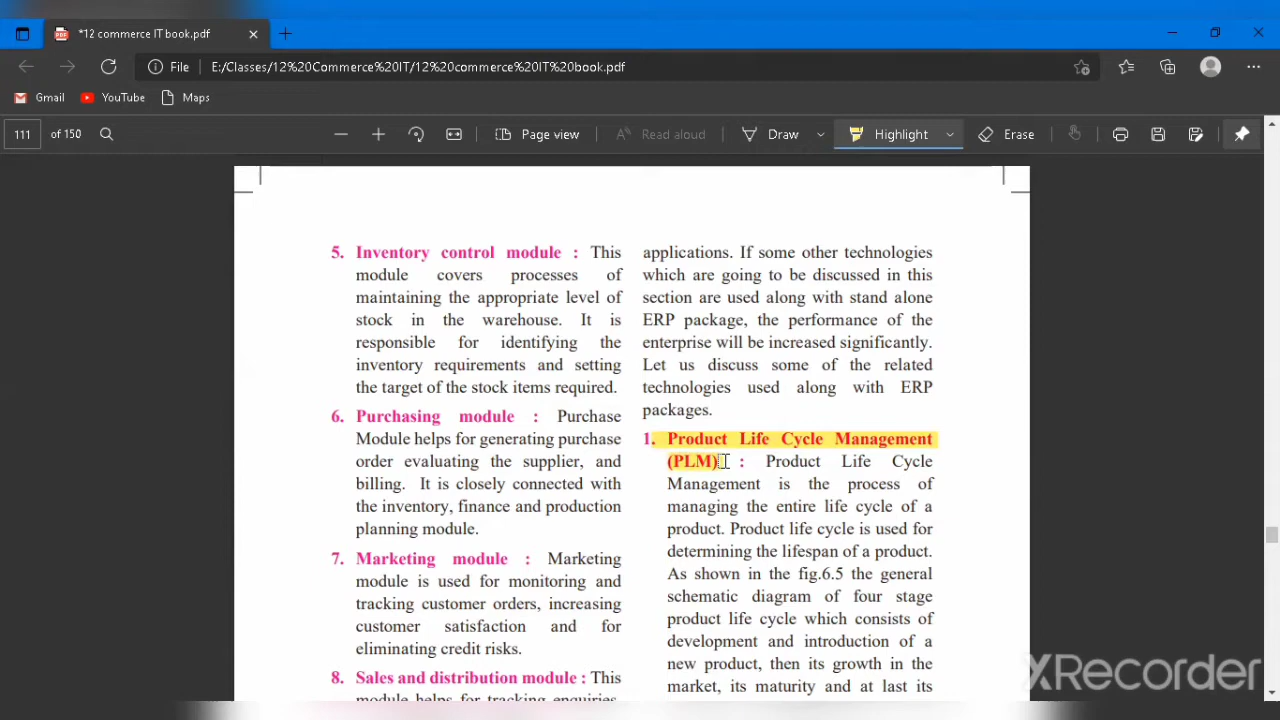 *12 commerce IT book.pdf
File E:/Classes/12%20Commerce%20IT/12%20commerce%20IT%20book.pdf
Gmail YouTube Maps
111 of 150 Page view Read aloud Draw Highlight Erase
5. Inventory control module : This
module covers processes of
maintaining the appropriate level of
stock in the warehouse. It is
responsible for identifying the
inventory requirements and setting
the target of the stock items required.
6. Purchasing module : Purchase
Module helps for generating purchase
order evaluating the supplier, and
billing. It is closely connected with
the inventory, finance and production
planning module.
7. Marketing module : Marketing
module is used for monitoring and
tracking customer orders, increasing
customer satisfaction and for
eliminating credit risks.
8. Sales and distribution module : This
module helps for tracking enquiries,
applications. If some other technologies
which are going to be discussed in this
section are used along with stand alone
ERP package, the performance of the
enterprise will be increased significantly.
Let us discuss some of the related
technologies used along with ERP
packages.
1. Product Life Cycle Management
(PLM) : Product Life Cycle
Management is the process of
managing the entire life cycle of a
product. Product life cycle is used for
determining the lifespan of a product.
As shown in the fig.6.5 the general
schematic diagram of four stage
product life cycle which consists of
development and introduction of a
new product, then its growth in the
market, its maturity and at last its
XRecorder